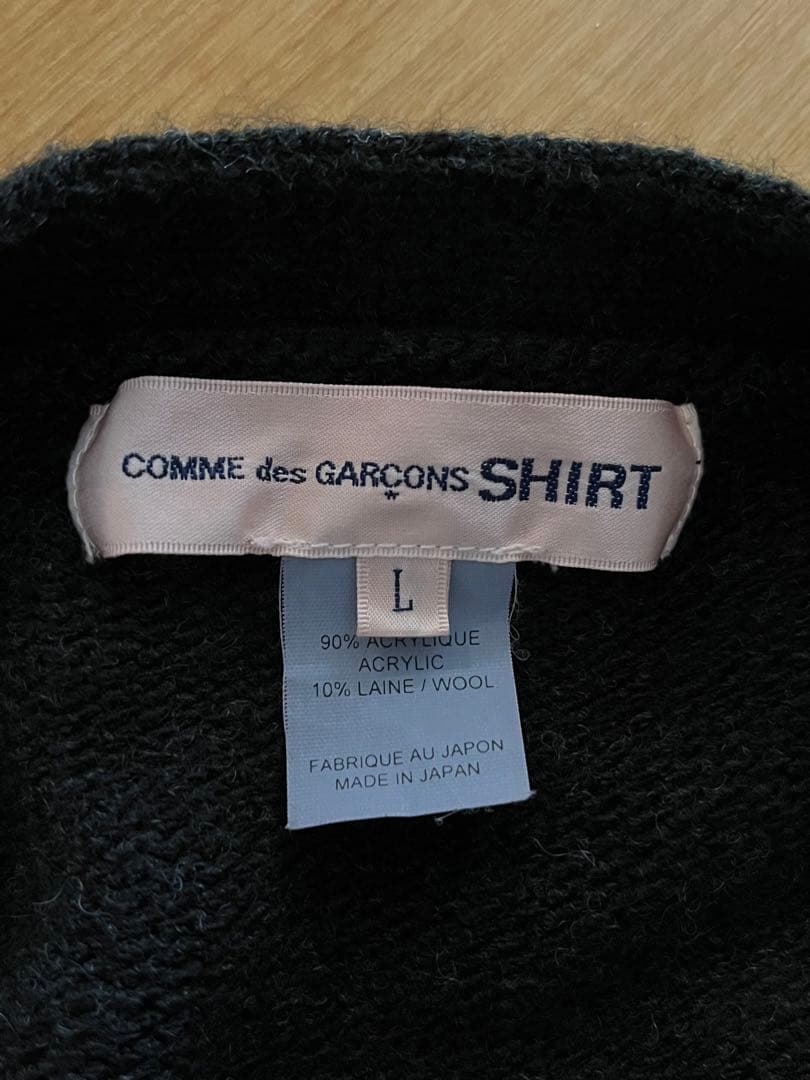 COMME des GARÇONS SHIRT
L
90% ACRYLIQUE
ACRYLIC
10% LAINE / WOOL
FABRIQUE AU JAPON
MADE IN JAPAN